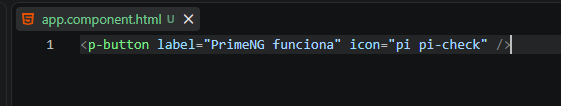 app.component.html U
1 <p-button label="PrimeNG funciona" icon="pi pi-check" />